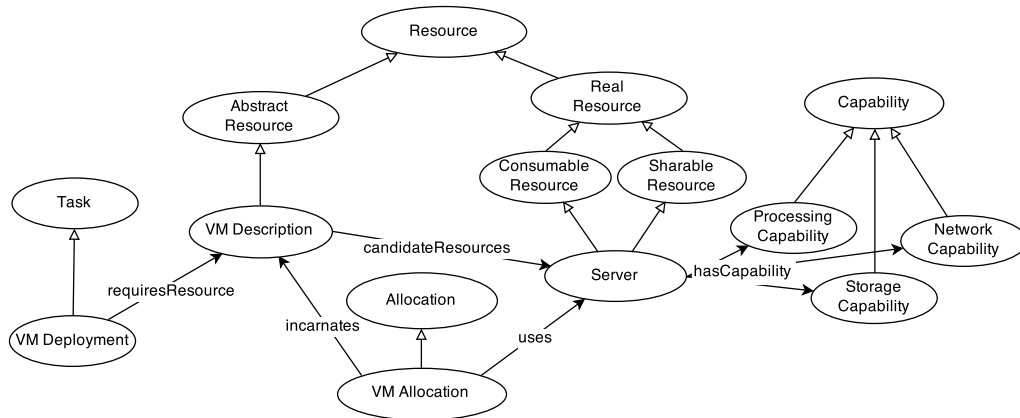 Resource
Abstract
Resource
Real
Resource
Capability
Consumable
Resource
Sharable
Resource
Task
VM Description
candidateResources
Processing
Capability
Network
Capability
Server
hasCapability
requiresResource
Allocation
Storage
Capability
VM Deployment
incarnates
uses
VM Allocation